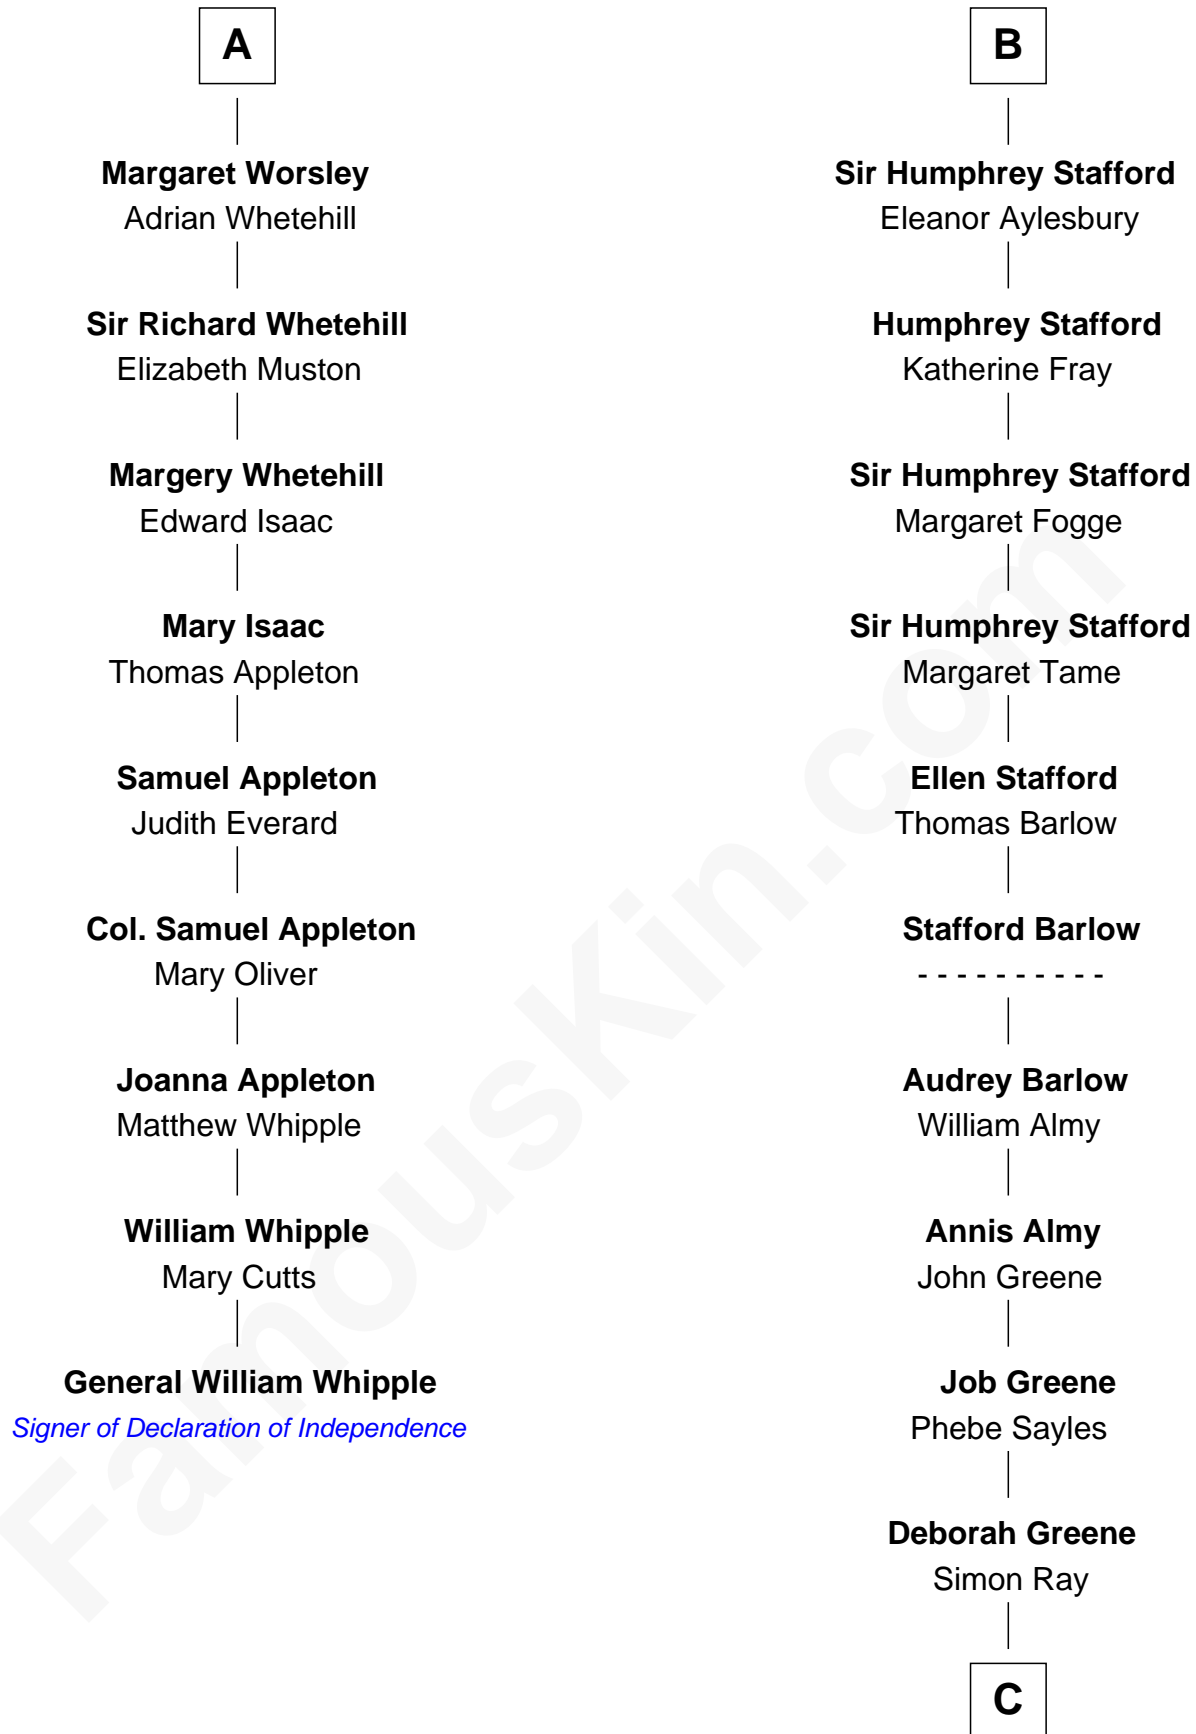 A
Margaret Worsley
Adrian Whetehill
Sir Richard Whetehill
Elizabeth Muston
Margery Whetehill
Edward Isaac
Mary Isaac
Thomas Appleton
Samuel Appleton
Judith Everard
Col. Samuel Appleton
Mary Oliver
Joanna Appleton
Matthew Whipple
William Whipple
Mary Cutts
General William Whipple
Signer of Declaration of Independence
B
Sir Humphrey Stafford
Eleanor Aylesbury
Humphrey Stafford
Katherine Fray
Sir Humphrey Stafford
Margaret Fogge
Sir Humphrey Stafford
Margaret Tame
Ellen Stafford
Thomas Barlow
Stafford Barlow
- - - - - - - - - -
Audrey Barlow
William Almy
Annis Almy
John Greene
Job Greene
Phebe Sayles
Deborah Greene
Simon Ray
C
FamousKin.com